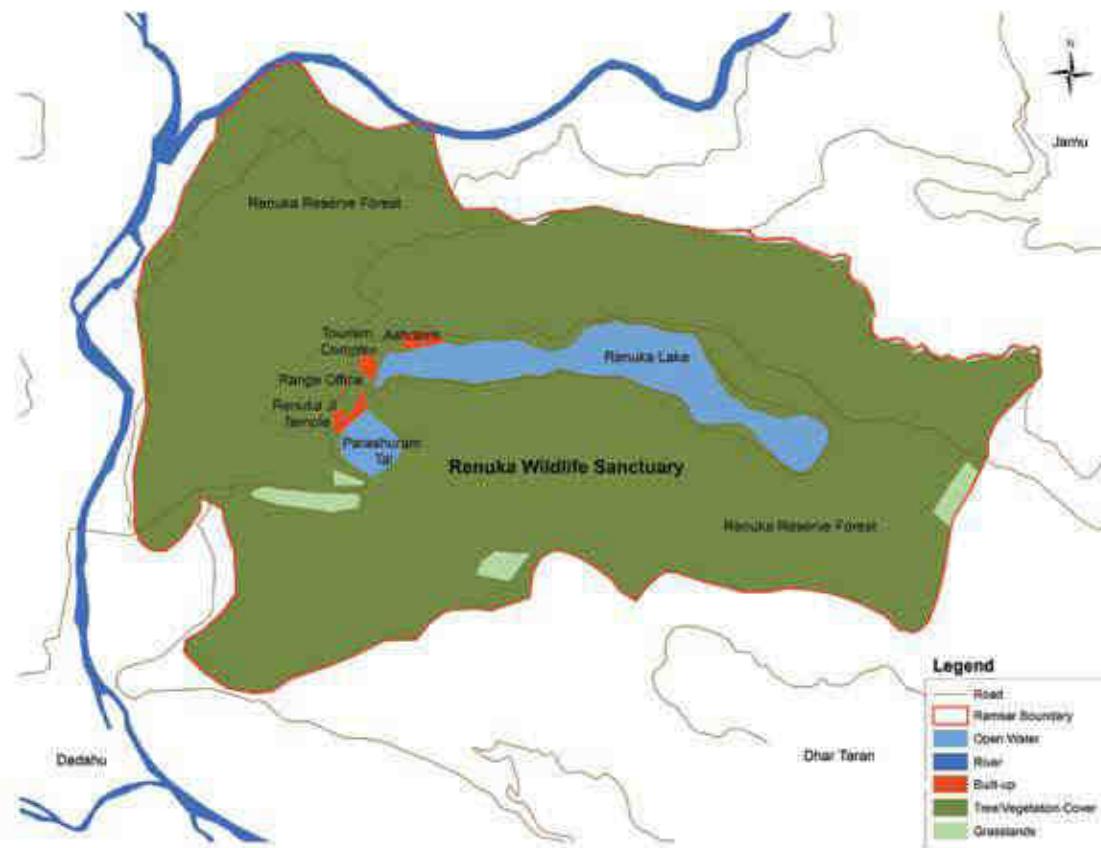 N
Jamu
Renuka Reserve Forest
Tourism
Complex
Ashrams
Renuka Lake
Range Office
Renuka Ji
Temple
Parashuram
Tal
Renuka Wildlife Sanctuary
Renuka Reserve Forest
Dadahu
Dhar Taran
Legend
Road
Ramsar Boundary
Open Water
River
Built-up
Tree/Vegetation Cover
Grasslands